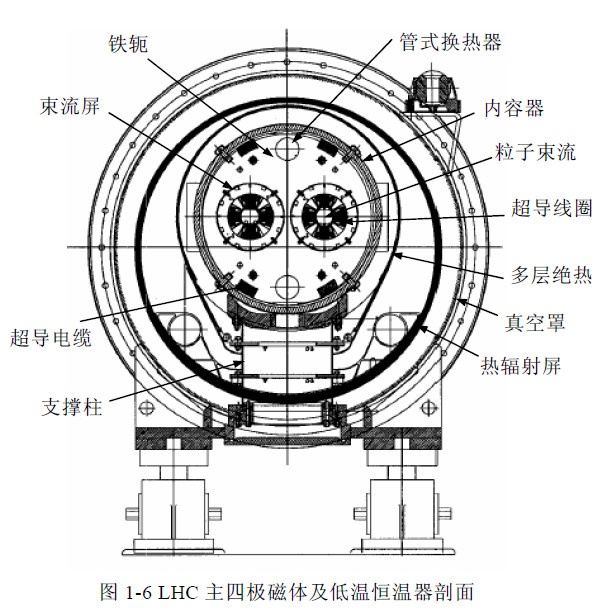 铁轭
管式换热器
束流屏
内容器
粒子束流
超导线圈
多层绝热
超导电缆
真空罩
热辐射屏
支撑柱
图 1-6 LHC 主四极磁体及低温恒温器剖面